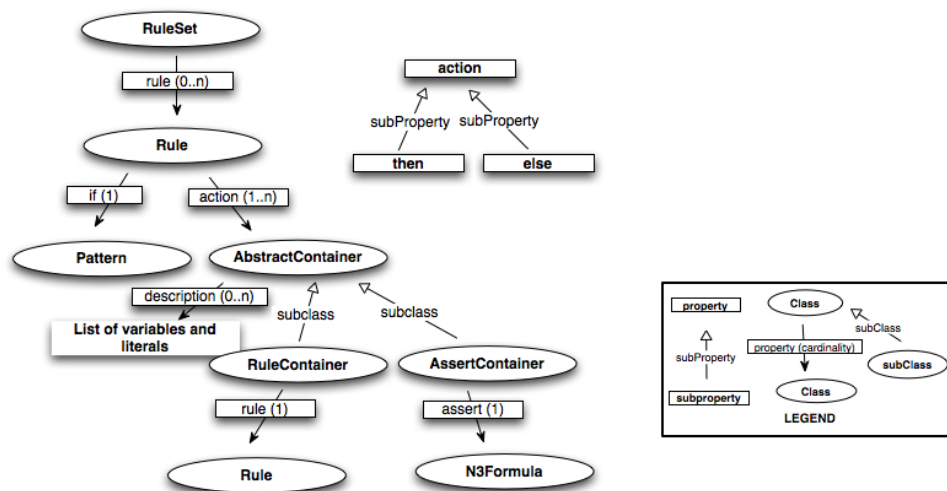 RuleSet
rule (0..n)
Rule
if (1)
action (1..n)
Pattern
AbstractContainer
description (0..n)
List of variables and
literals
subclass
subclass
RuleContainer
AssertContainer
rule (1)
assert (1)
Rule
N3Formula
action
subProperty
subProperty
then
else
property
Class
subClass
subProperty
property (cardinality)
subClass
subproperty
Class
LEGEND